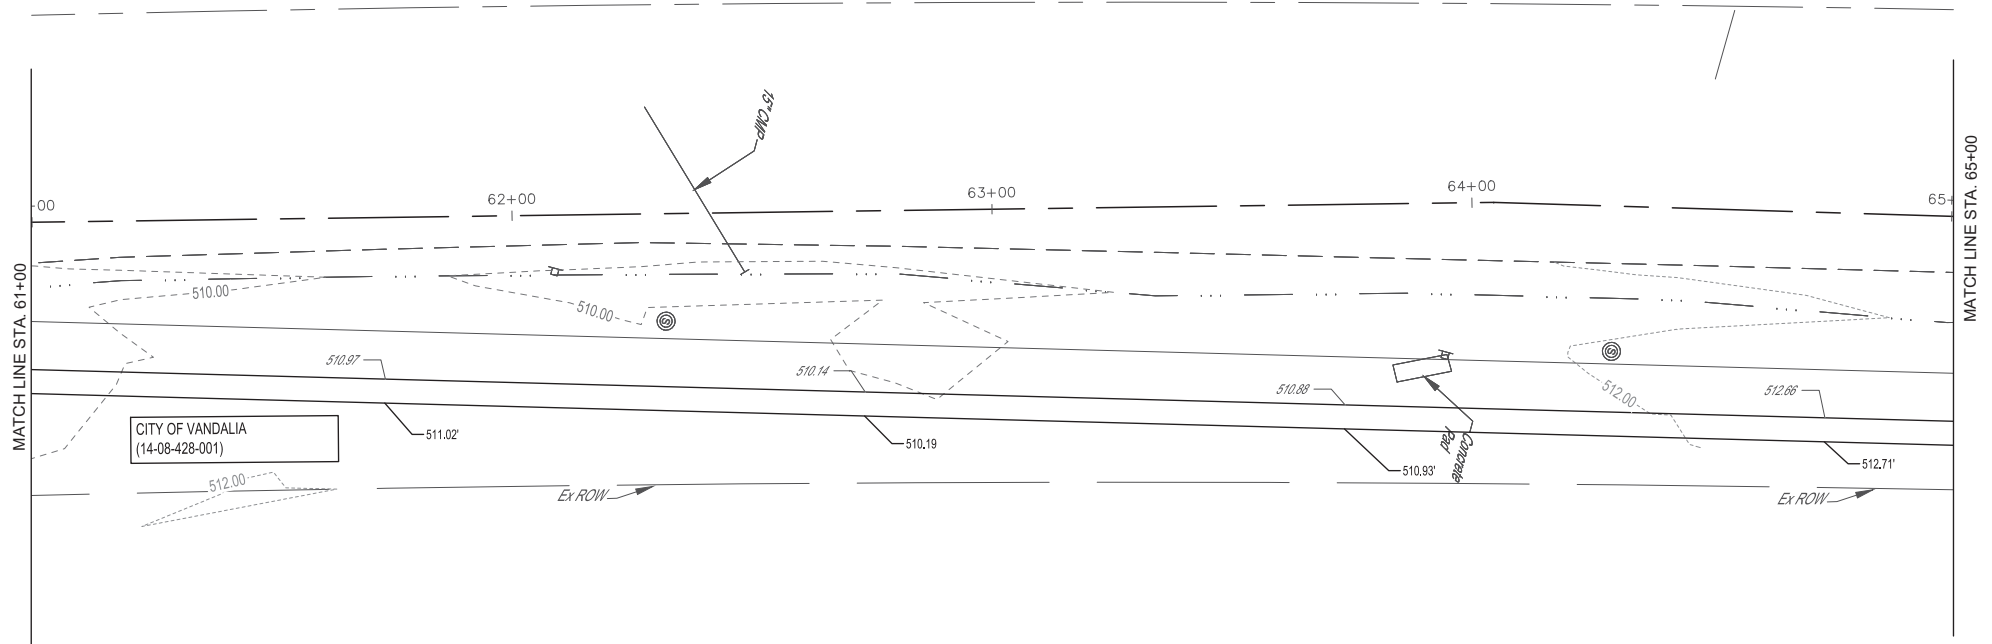 15" CMP
00
62+00
63+00
64+00
65+
MATCH LINE STA. 61+00
MATCH LINE STA. 65+00
510.00
510.00
510.97
510.14
510.88
512.66
512.00
CITY OF VANDALIA
(14-08-428-001)
511.02'
510.19
510.93'
512.71'
Concrete
Pad
512.00
Ex ROW
Ex ROW
S
S